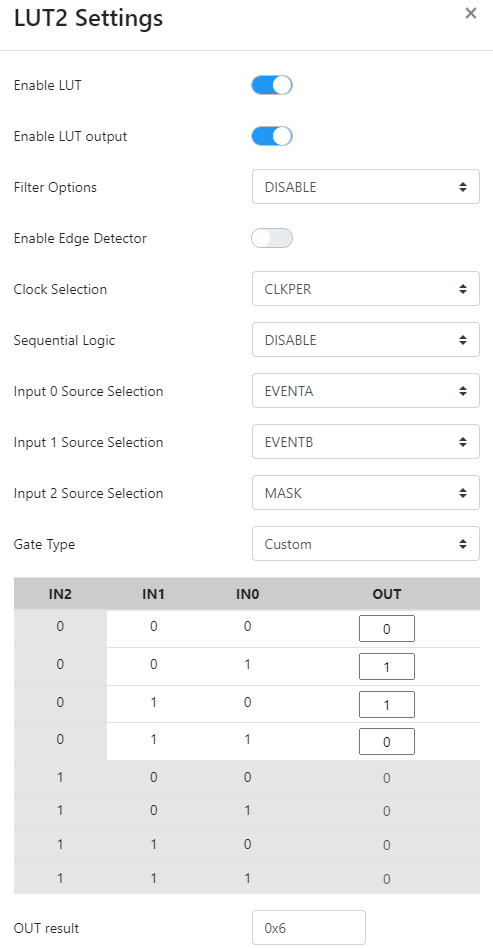 LUT2 Settings ×
Enable LUT
Enable LUT output
Filter Options DISABLE
Enable Edge Detector
Clock Selection CLKPER
Sequential Logic DISABLE
Input 0 Source Selection EVENTA
Input 1 Source Selection EVENTB
Input 2 Source Selection MASK
Gate Type Custom
IN2 IN1 IN0 OUT
0 0 0 0
0 0 1 1
0 1 0 1
0 1 1 0
1 0 0 0
1 0 1 0
1 1 0 0
1 1 1 0
OUT result 0x6